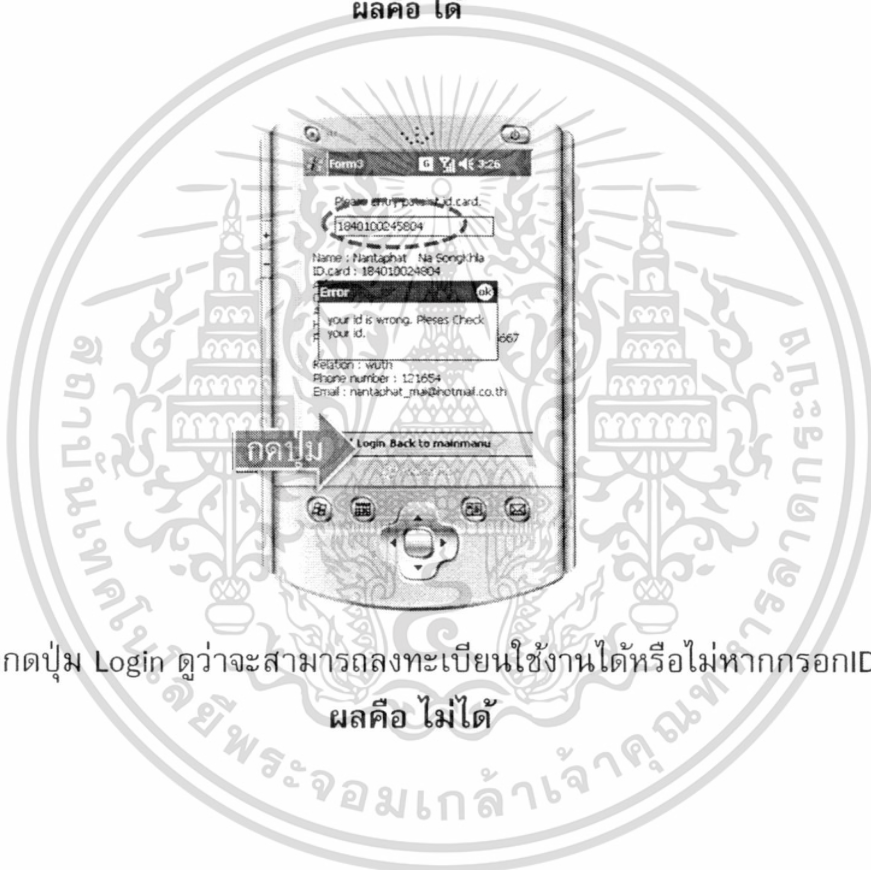 ผลคือ ได้
Form3 G 3:26
Please entry patient id.card.
1840100245804
Name : Nantaphat Na Songkhla
ID.card : 184010024804
Error ok
your id is wrong. Pleses Check
your id.
6667
Relation : wuth
Phone number : 121654
Email : nantaphat_mai@hotmail.co.th
กดปุ่ม
Login Back to mainmanu
กดปุ่ม Login ดูว่าจะสามารถลงทะเบียนใช้งานได้หรือไม่หากกรอกID
ผลคือ ไม่ได้
สถาบันเทคโนโลยีพระจอมเกล้าเจ้าคุณทหารลาดกระบัง